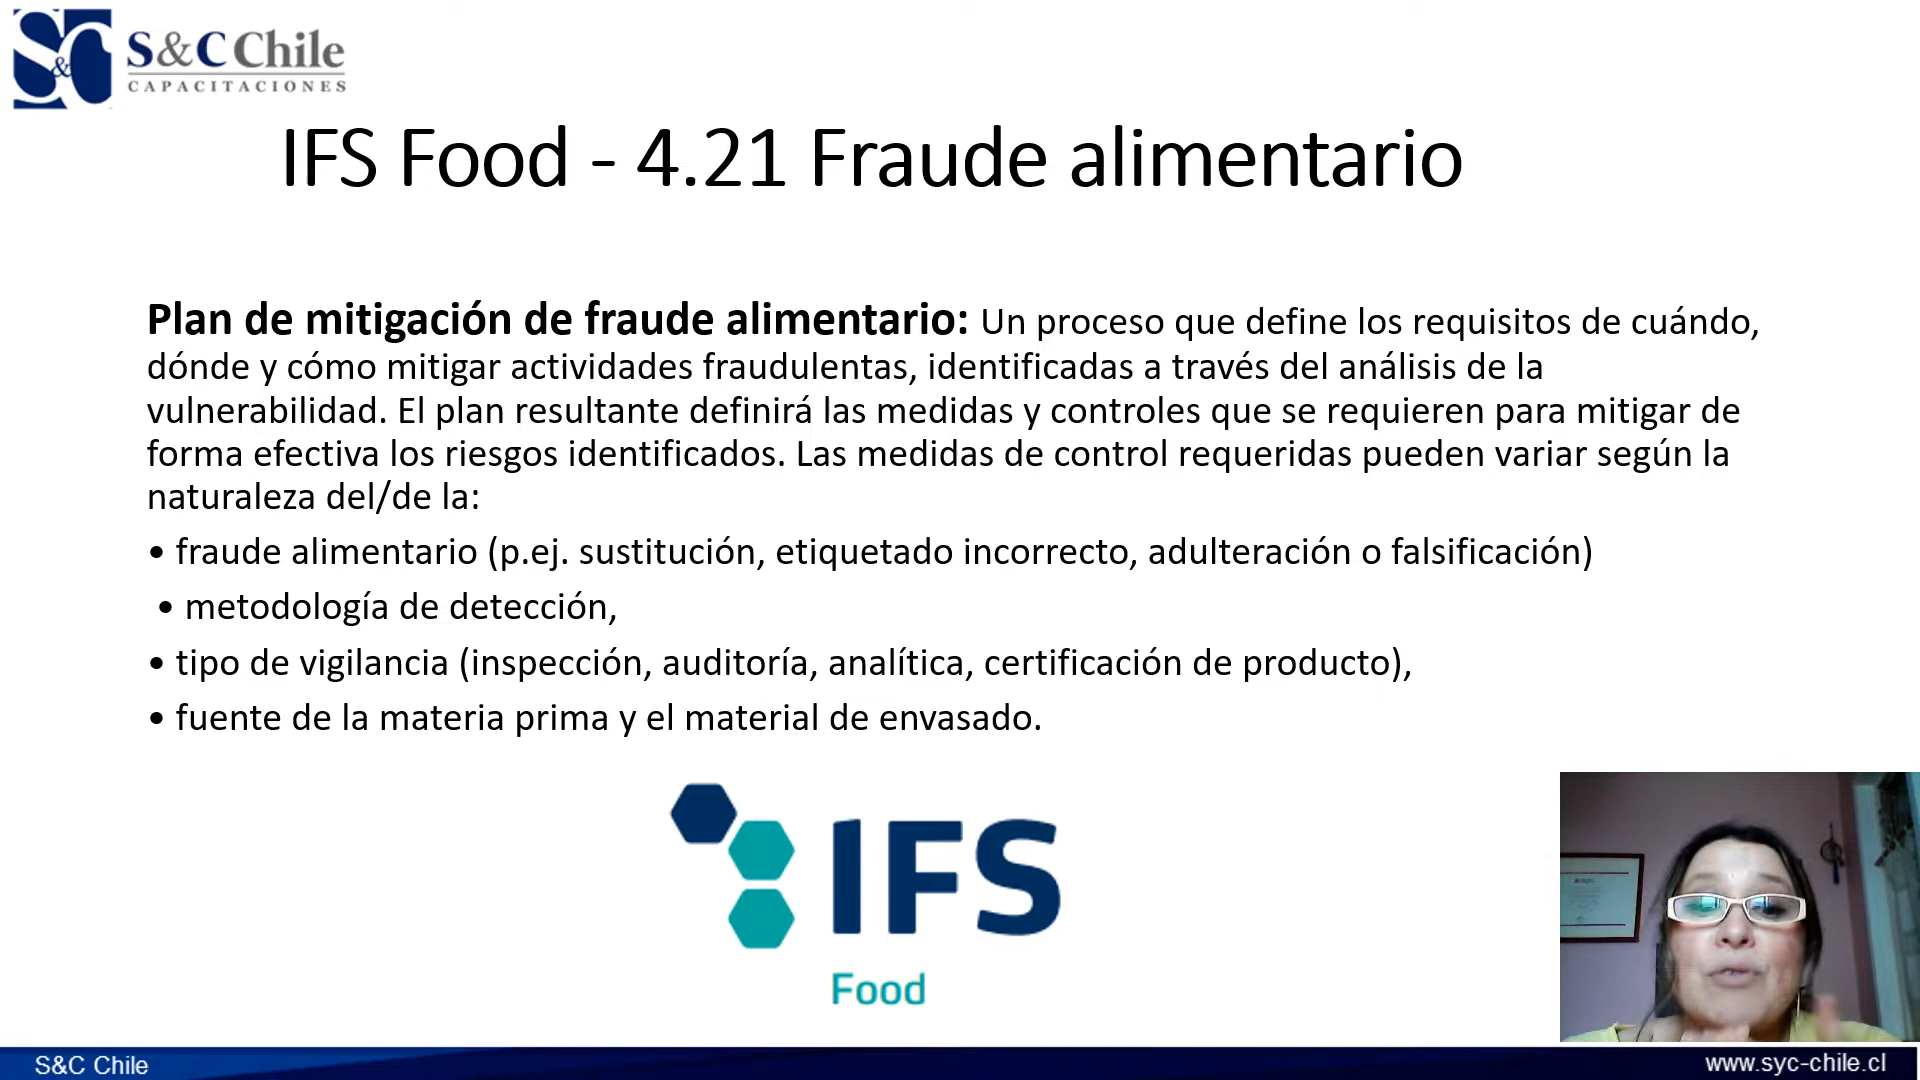 S&C
S&C Chile
CAPACITACIONES
IFS Food - 4.21 Fraude alimentario
Plan de mitigación de fraude alimentario: Un proceso que define los requisitos de cuándo,
dónde y cómo mitigar actividades fraudulentas, identificadas a través del análisis de la
vulnerabilidad. El plan resultante definirá las medidas y controles que se requieren para mitigar de
forma efectiva los riesgos identificados. Las medidas de control requeridas pueden variar según la
naturaleza del/de la:
• fraude alimentario (p.ej. sustitución, etiquetado incorrecto, adulteración o falsificación)
• metodología de detección,
• tipo de vigilancia (inspección, auditoría, analítica, certificación de producto),
• fuente de la materia prima y el material de envasado.
IFS
Food
S&C Chile
www.syc-chile.cl